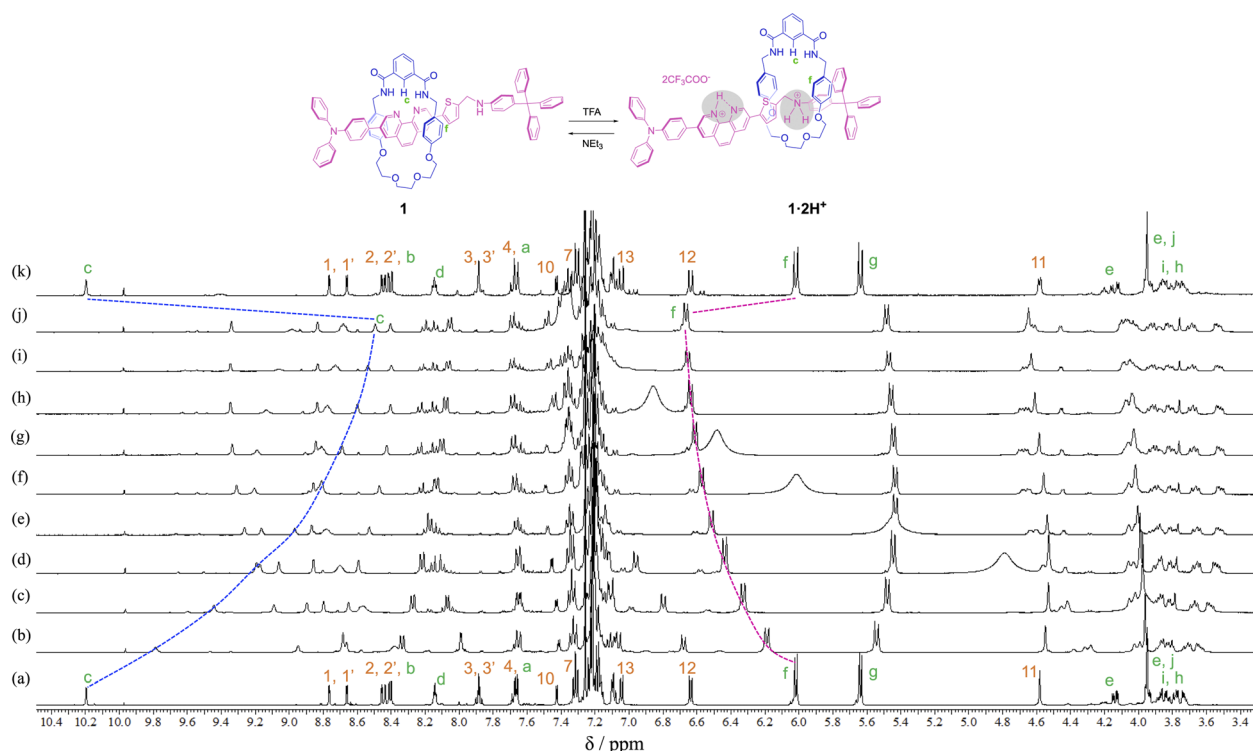 O
O
NH
H
HN
c
O
O
NH
H
HN
c
f
2CF₃COO⁻
H
S
N
N
f
N
H
N
N
N
S
N
H
H
N
O
O
O
O
O
O
O
O
O
O
TFA
NEt₃
1
1·2H⁺
(k)
c
1, 1'
2, 2', b
d
3, 3'
4, a
10
7
13
12
f
g
11
e
e, j
i, h
(j)
c
f
(i)
(h)
(g)
(f)
(e)
(d)
(c)
(b)
(a)
c
1, 1'
2, 2', b
d
3, 3'
4, a
10
7
13
12
f
g
11
e
e, j
i, h
10.4 10.0 9.8 9.6 9.4 9.2 9.0 8.8 8.6 8.4 8.2 8.0 7.8 7.6 7.4 7.2 7.0 6.8 6.6 6.4 6.2 6.0 5.8 5.6 5.4 5.2 5.0 4.8 4.6 4.4 4.2 4.0 3.8 3.6 3.4
δ / ppm